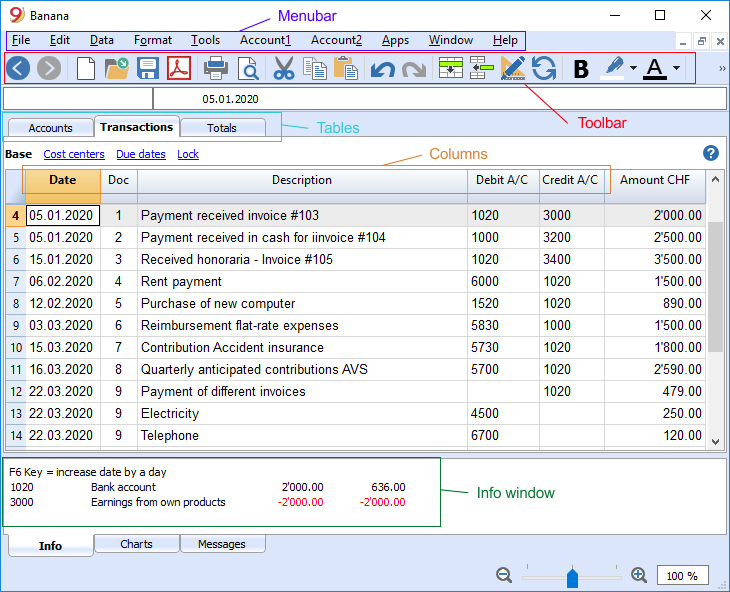 Banana
Menubar
File Edit Data Format Tools Account1 Account2 Apps Window Help
B A »
05.01.2020
Toolbar
Accounts Transactions Totals
Tables
Base Cost centers Due dates Lock
Columns
?
Date Doc Description Debit A/C Credit A/C Amount CHF
4 05.01.2020 1 Payment received invoice #103 1020 3000 2'000.00
5 05.01.2020 2 Payment received in cash for iinvoice #104 1000 3200 2'500.00
6 15.01.2020 3 Received honoraria - Invoice #105 1020 3400 3'500.00
7 06.02.2020 4 Rent payment 6000 1020 1'500.00
8 12.02.2020 5 Purchase of new computer 1520 1020 890.00
9 03.03.2020 6 Reimbursement flat-rate expenses 5830 1000 1'500.00
10 15.03.2020 7 Contribution Accident insurance 5730 1020 1'800.00
11 16.03.2020 8 Quarterly anticipated contributions AVS 5700 1020 2'590.00
12 22.03.2020 9 Payment of different invoices 1020 479.00
13 22.03.2020 9 Electricity 4500 250.00
14 22.03.2020 9 Telephone 6700 120.00
F6 Key = increase date by a day
1020 Bank account 2'000.00 636.00
3000 Earnings from own products -2'000.00 -2'000.00
Info window
Info Charts Messages
100 %